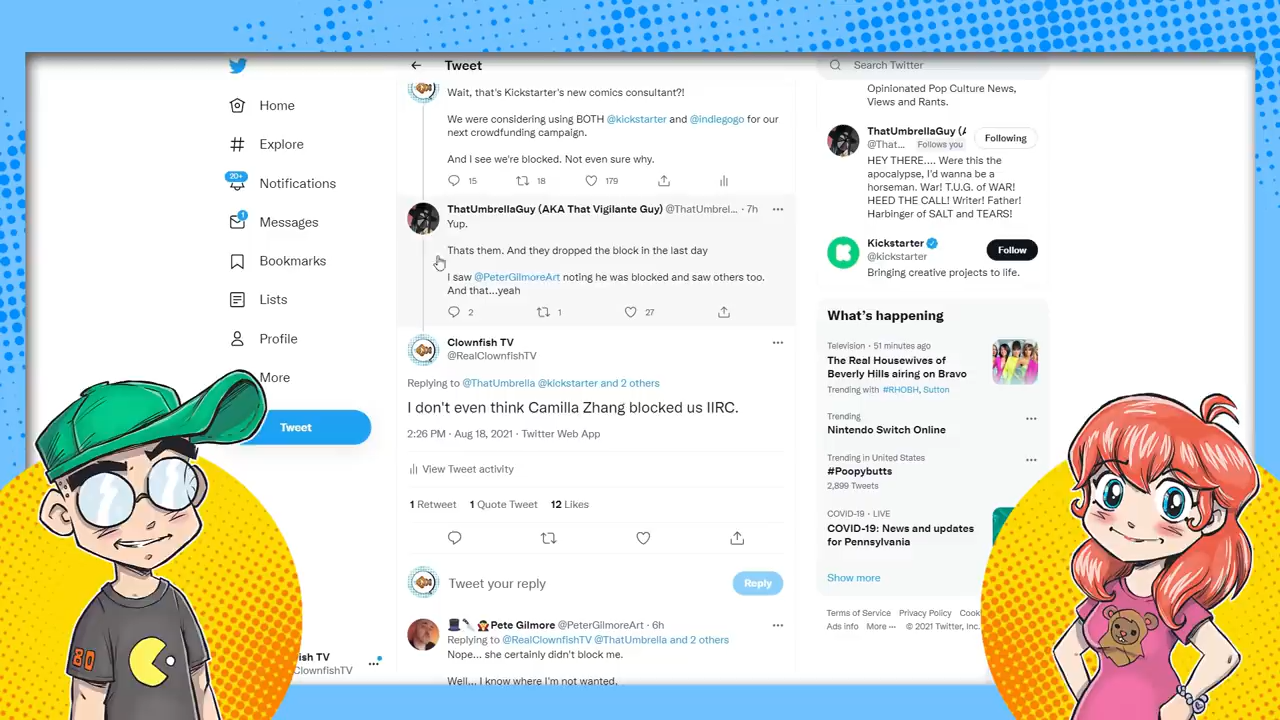 Home
Explore
20+
Notifications
1
Messages
Bookmarks
Lists
Profile
More
Tweet
fish TV
ClownfishTV
80
Tweet
Wait, that's Kickstarter's new comics consultant?!
We were considering using BOTH @kickstarter and @indiegogo for our
next crowdfunding campaign.
And I see we're blocked. Not even sure why.
15 18 179
ThatUmbrellaGuy (AKA That Vigilante Guy) @ThatUmbrel... · 7h
Yup.
Thats them. And they dropped the block in the last day
I saw @PeterGilmoreArt noting he was blocked and saw others too.
And that...yeah
2 1 27
Clownfish TV
@RealClownfishTV
Replying to @ThatUmbrella @kickstarter and 2 others
I don't even think Camilla Zhang blocked us IIRC.
2:26 PM · Aug 18, 2021 · Twitter Web App
View Tweet activity
1 Retweet 1 Quote Tweet 12 Likes
Tweet your reply
Reply
Pete Gilmore @PeterGilmoreArt · 6h
Replying to @RealClownfishTV @ThatUmbrella and 2 others
Nope... she certainly didn't block me.
Well... I know where I'm not wanted.
Search Twitter
Opinionated Pop Culture News,
Views and Rants.
ThatUmbrellaGuy (A
Following
@That... Follows you
HEY THERE.... Were this the
apocalypse, I'd wanna be a
horseman. War! T.U.G. of WAR!
HEED THE CALL! Writer! Father!
Harbinger of SALT and TEARS!
Kickstarter
@kickstarter
Follow
Bringing creative projects to life.
What's happening
Television · 51 minutes ago
The Real Housewives of
Beverly Hills airing on Bravo
Trending with #RHOBH, Sutton
Trending
Nintendo Switch Online
Trending in United States
#Poopybutts
2,899 Tweets
COVID-19 · LIVE
COVID-19: News and updates
for Pennsylvania
Show more
Terms of Service Privacy Policy Cook
Ads info More ··· © 2021 Twitter, Inc.